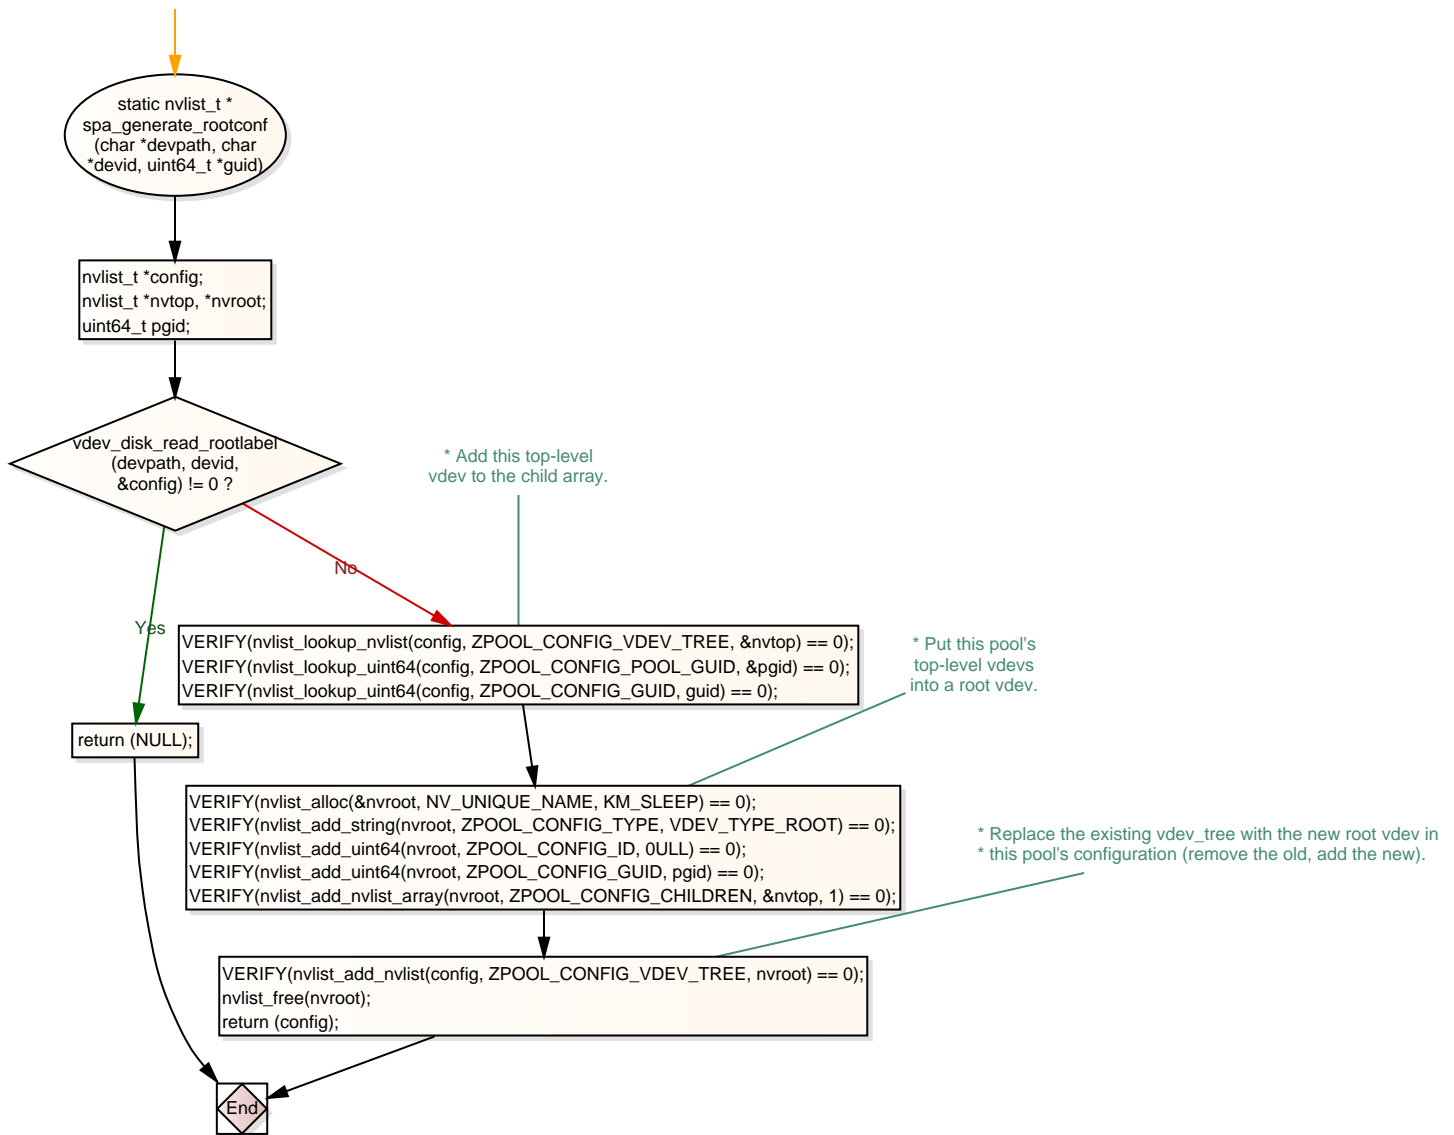 static nvlist_t *
spa_generate_rootconf
(char *devpath, char
*devid, uint64_t *guid)
nvlist_t *config;
nvlist_t *nvtop, *nvroot;
uint64_t pgid;
vdev_disk_read_rootlabel
(devpath, devid,
&config) != 0 ?
* Add this top-level
vdev to the child array.
No
Yes
VERIFY(nvlist_lookup_nvlist(config, ZPOOL_CONFIG_VDEV_TREE, &nvtop) == 0);
VERIFY(nvlist_lookup_uint64(config, ZPOOL_CONFIG_POOL_GUID, &pgid) == 0);
VERIFY(nvlist_lookup_uint64(config, ZPOOL_CONFIG_GUID, guid) == 0);
* Put this pool's
top-level vdevs
into a root vdev.
return (NULL);
VERIFY(nvlist_alloc(&nvroot, NV_UNIQUE_NAME, KM_SLEEP) == 0);
VERIFY(nvlist_add_string(nvroot, ZPOOL_CONFIG_TYPE, VDEV_TYPE_ROOT) == 0);
VERIFY(nvlist_add_uint64(nvroot, ZPOOL_CONFIG_ID, 0ULL) == 0);
VERIFY(nvlist_add_uint64(nvroot, ZPOOL_CONFIG_GUID, pgid) == 0);
VERIFY(nvlist_add_nvlist_array(nvroot, ZPOOL_CONFIG_CHILDREN, &nvtop, 1) == 0);
* Replace the existing vdev_tree with the new root vdev in
* this pool's configuration (remove the old, add the new).
VERIFY(nvlist_add_nvlist(config, ZPOOL_CONFIG_VDEV_TREE, nvroot) == 0);
nvlist_free(nvroot);
return (config);
End